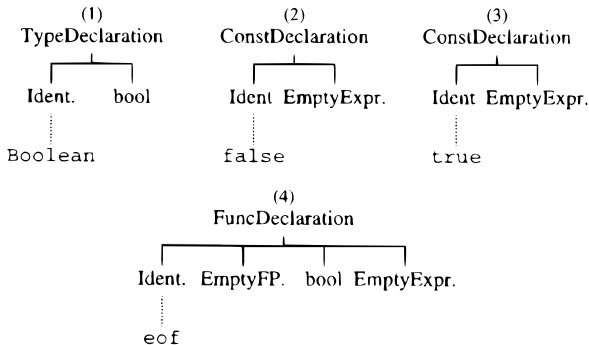 (1) (2) (3)
TypeDeclaration ConstDeclaration ConstDeclaration
Ident. bool Ident EmptyExpr. Ident EmptyExpr.
Boolean false true
(4)
FuncDeclaration
Ident. EmptyFP. bool EmptyExpr.
eof